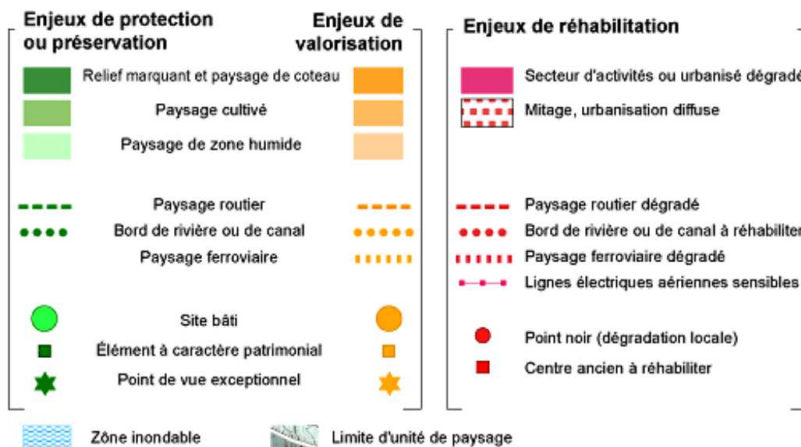 Enjeux de protection
ou préservation
Enjeux de
valorisation
Relief marquant et paysage de coteau
Paysage cultivé
Paysage de zone humide
Paysage routier
Bord de rivière ou de canal
Paysage ferroviaire
Site bâti
Élément à caractère patrimonial
Point de vue exceptionnel
Enjeux de réhabilitation
Secteur d'activités ou urbanisé dégradé
Mitage, urbanisation diffuse
Paysage routier dégradé
Bord de rivière ou de canal à réhabiliter
Paysage ferroviaire dégradé
Lignes électriques aériennes sensibles
Point noir (dégradation locale)
Centre ancien à réhabiliter
Zône inondable
Limite d'unité de paysage